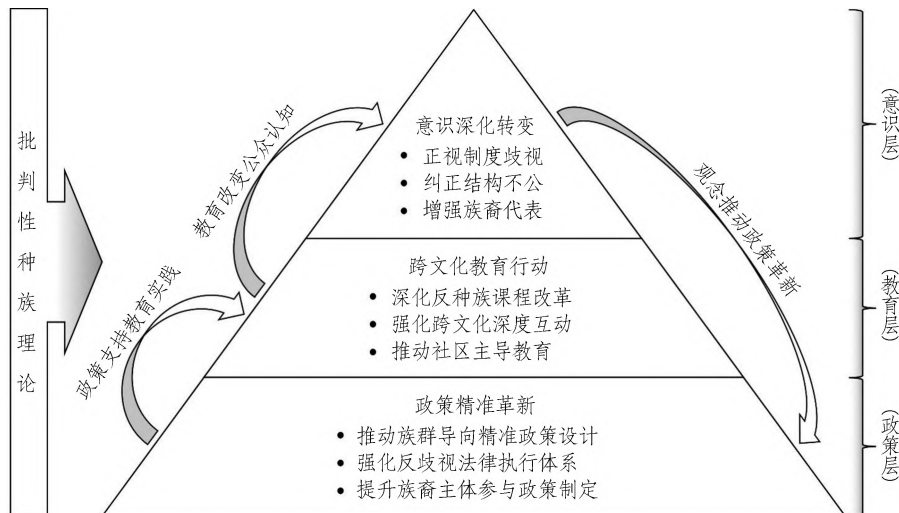 批判性种族理论
政策支持教育实践
教育改变公众认知
意识深化转变
• 正视制度歧视
• 纠正结构不公
• 增强族裔代表
跨文化教育行动
• 深化反种族课程改革
• 强化跨文化深度互动
• 推动社区主导教育
政策精准革新
• 推动族群导向精准政策设计
• 强化反歧视法律执行体系
• 提升族裔主体参与政策制定
观念推动政策革新
(意识层)
(教育层)
(政策层)